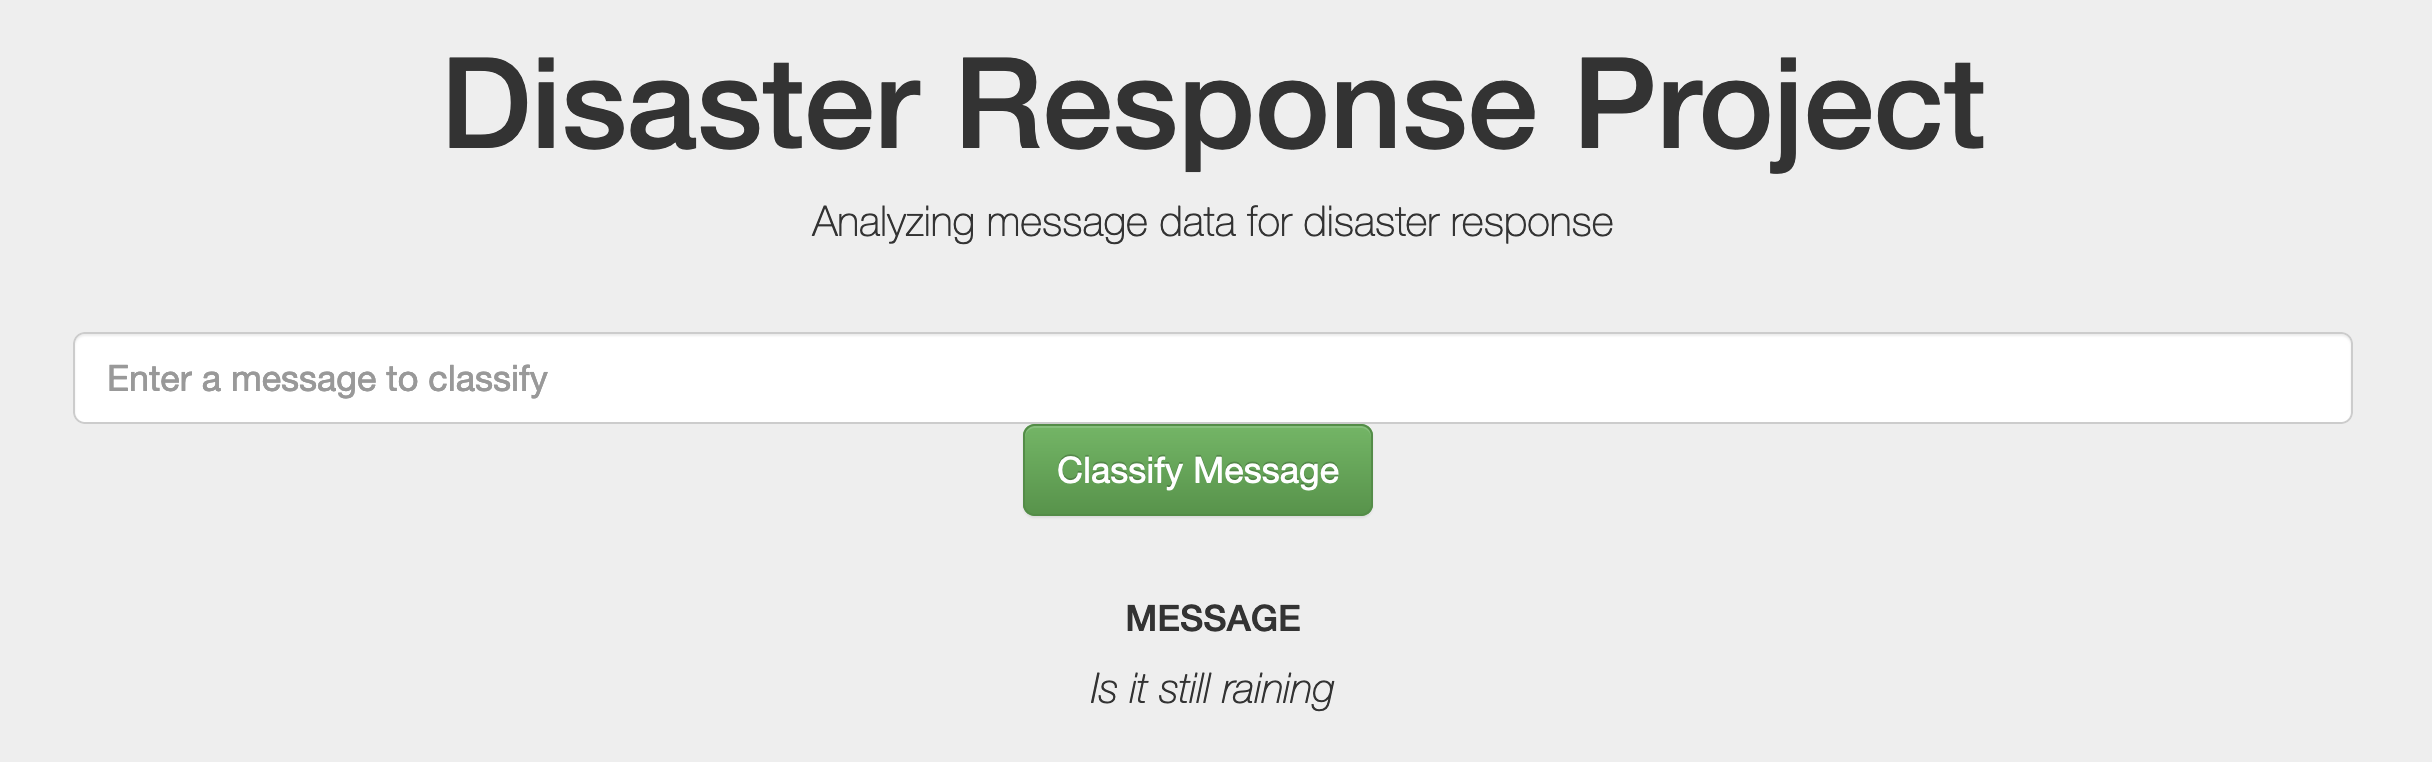 Disaster Response Project
Analyzing message data for disaster response
Enter a message to classify
Classify Message
MESSAGE
Is it still raining